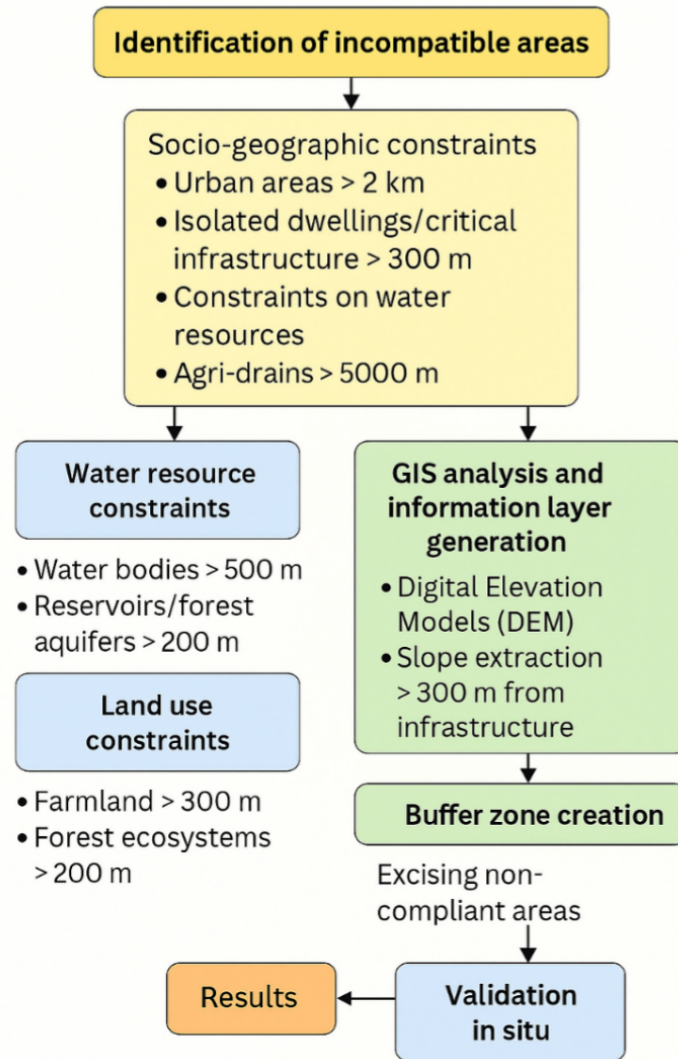 Identification of incompatible areas
Socio-geographic constraints
• Urban areas > 2 km
• Isolated dwellings/critical
infrastructure > 300 m
• Constraints on water
resources
• Agri-drains > 5000 m
Water resource
constraints
• Water bodies > 500 m
• Reservoirs/forest
aquifers > 200 m
Land use
constraints
• Farmland > 300 m
• Forest ecosystems
> 200 m
GIS analysis and
information layer
generation
• Digital Elevation
Models (DEM)
• Slope extraction
> 300 m from
infrastructure
Buffer zone creation
Excising non-
compliant areas
Validation
in situ
Results